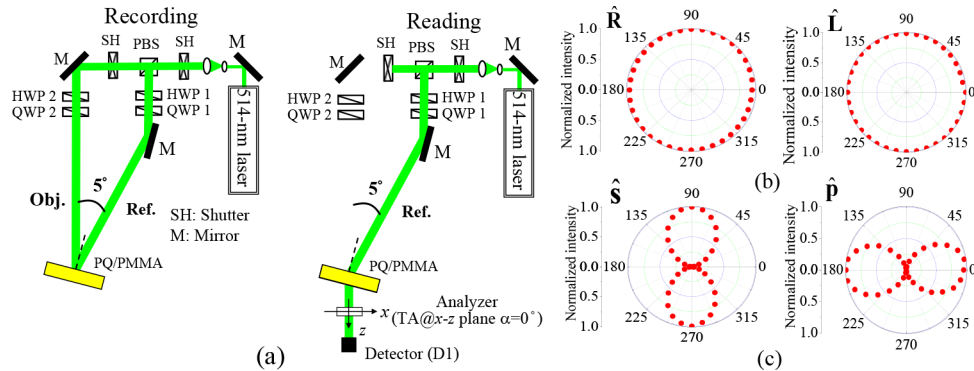 Recording
M
SH
PBS
SH
M
HWP 2
QWP 2
HWP 1
QWP 1
M
514-nm laser
Obj.
5°
Ref.
SH: Shutter
M: Mirror
PQ/PMMA
(a)
Reading
M
SH
PBS
SH
M
HWP 2
QWP 2
HWP 1
QWP 1
M
514-nm laser
5°
Ref.
PQ/PMMA
Analyzer
x
(TA@x-z plane α=0°)
z
Detector (D1)
R̂
Normalized intensity
1.0
0.5
0.0
0.5
1.0
90
135
45
180
0
225
315
270
L̂
Normalized intensity
1.0
0.5
0.0
0.5
1.0
90
135
45
180
0
225
315
270
(b)
ŝ
Normalized intensity
1.0
0.5
0.0
0.5
1.0
90
135
45
180
0
225
315
270
p̂
Normalized intensity
1.0
0.5
0.0
0.5
1.0
90
135
45
180
0
225
315
270
(c)